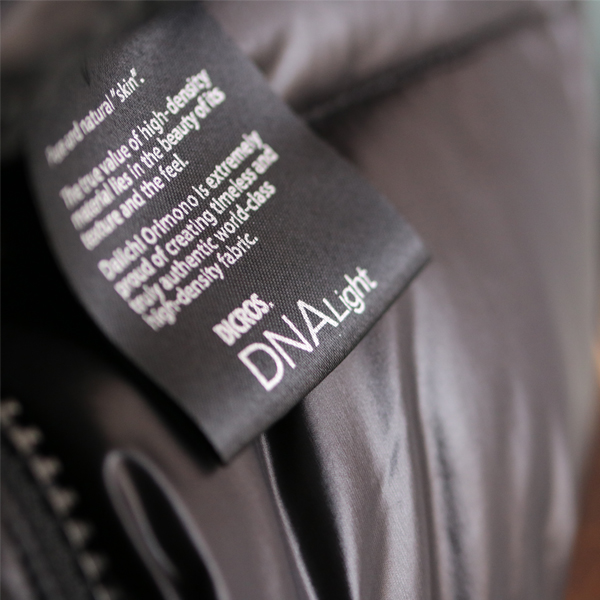 and natural "skin".
The true value of high-density
material lies in the beauty of its
texture and the feel.
Daiichi Orimono is extremely
proud of creating timeless and
truly authentic world-class
high-density fabric.
DICROS.
DNALight